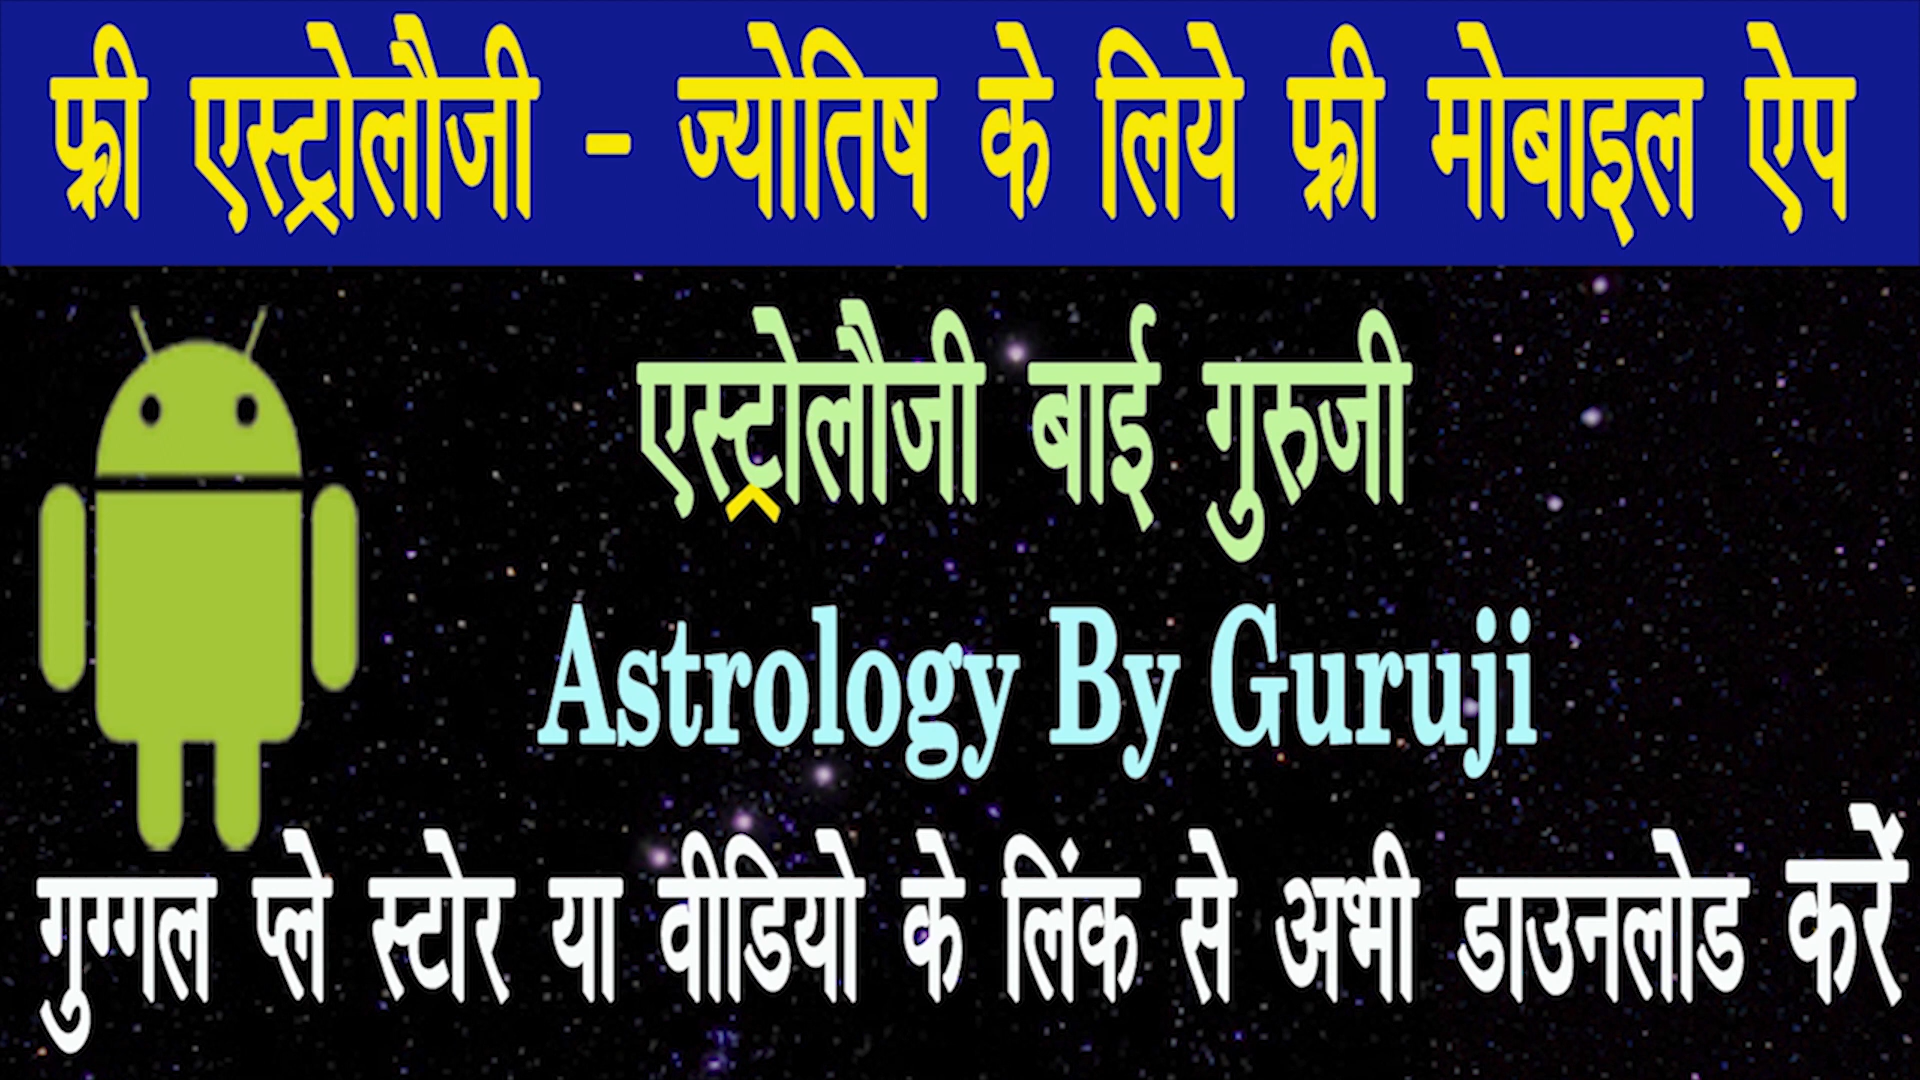 फ्री एस्ट्रोलौजी - ज्योतिष के लिये फ्री मोबाइल ऐप
एस्ट्रोलौजी बाई गुरुजी
Astrology By Guruji
गुग्गल प्ले स्टोर या वीडियो के लिंक से अभी डाउनलोड करें